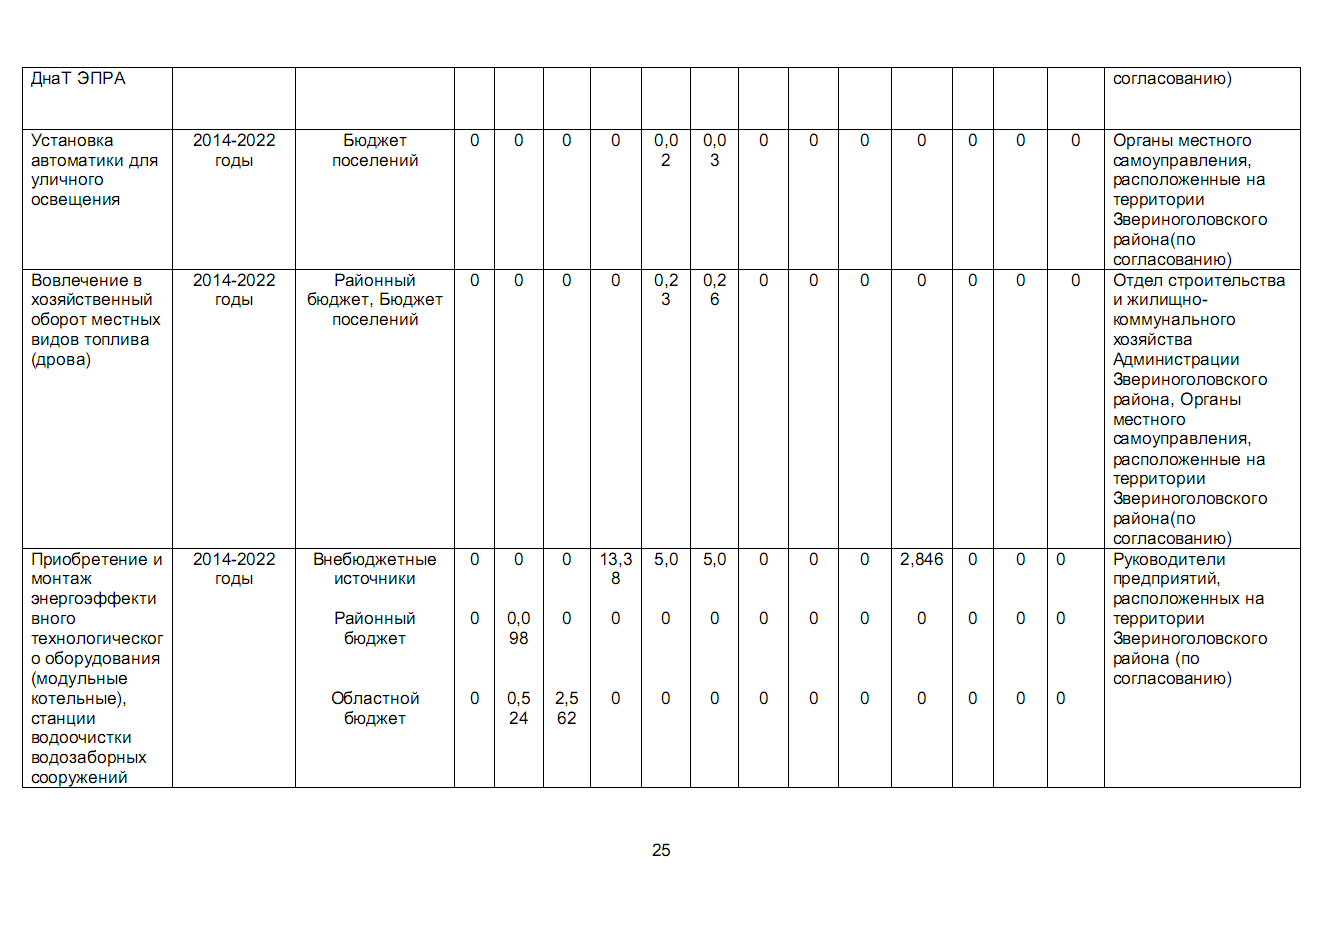 ДнаТ ЭПРА
согласованию)
Установка
автоматики для
уличного
освещения
2014-2022
годы
Бюджет
поселений
0
0
0
0
0,0
2
0,0
3
0
0
0
0
0
0
0
Органы местного
самоуправления,
расположенные на
территории
Звериноголовского
района(по
согласованию)
Вовлечение в
хозяйственный
оборот местных
видов топлива
(дрова)
2014-2022
годы
Районный
бюджет, Бюджет
поселений
0
0
0
0
0,2
3
0,2
6
0
0
0
0
0
0
0
Отдел строительства
и жилищно-
коммунального
хозяйства
Администрации
Звериноголовского
района, Органы
местного
самоуправления,
расположенные на
территории
Звериноголовского
района(по
согласованию)
Приобретение и
монтаж
энергоэффекти
вного
технологическог
о оборудования
(модульные
котельные),
станции
водоочистки
водозаборных
сооружений
2014-2022
годы
Внебюджетные
источники
0
0
0
13,3
8
5,0
5,0
0
0
0
2,846
0
0
0
Районный
бюджет
0
0,0
98
0
0
0
0
0
0
0
0
0
0
0
Областной
бюджет
0
0,5
24
2,5
62
0
0
0
0
0
0
0
0
0
0
Руководители
предприятий,
расположенных на
территории
Звериноголовского
района (по
согласованию)
25